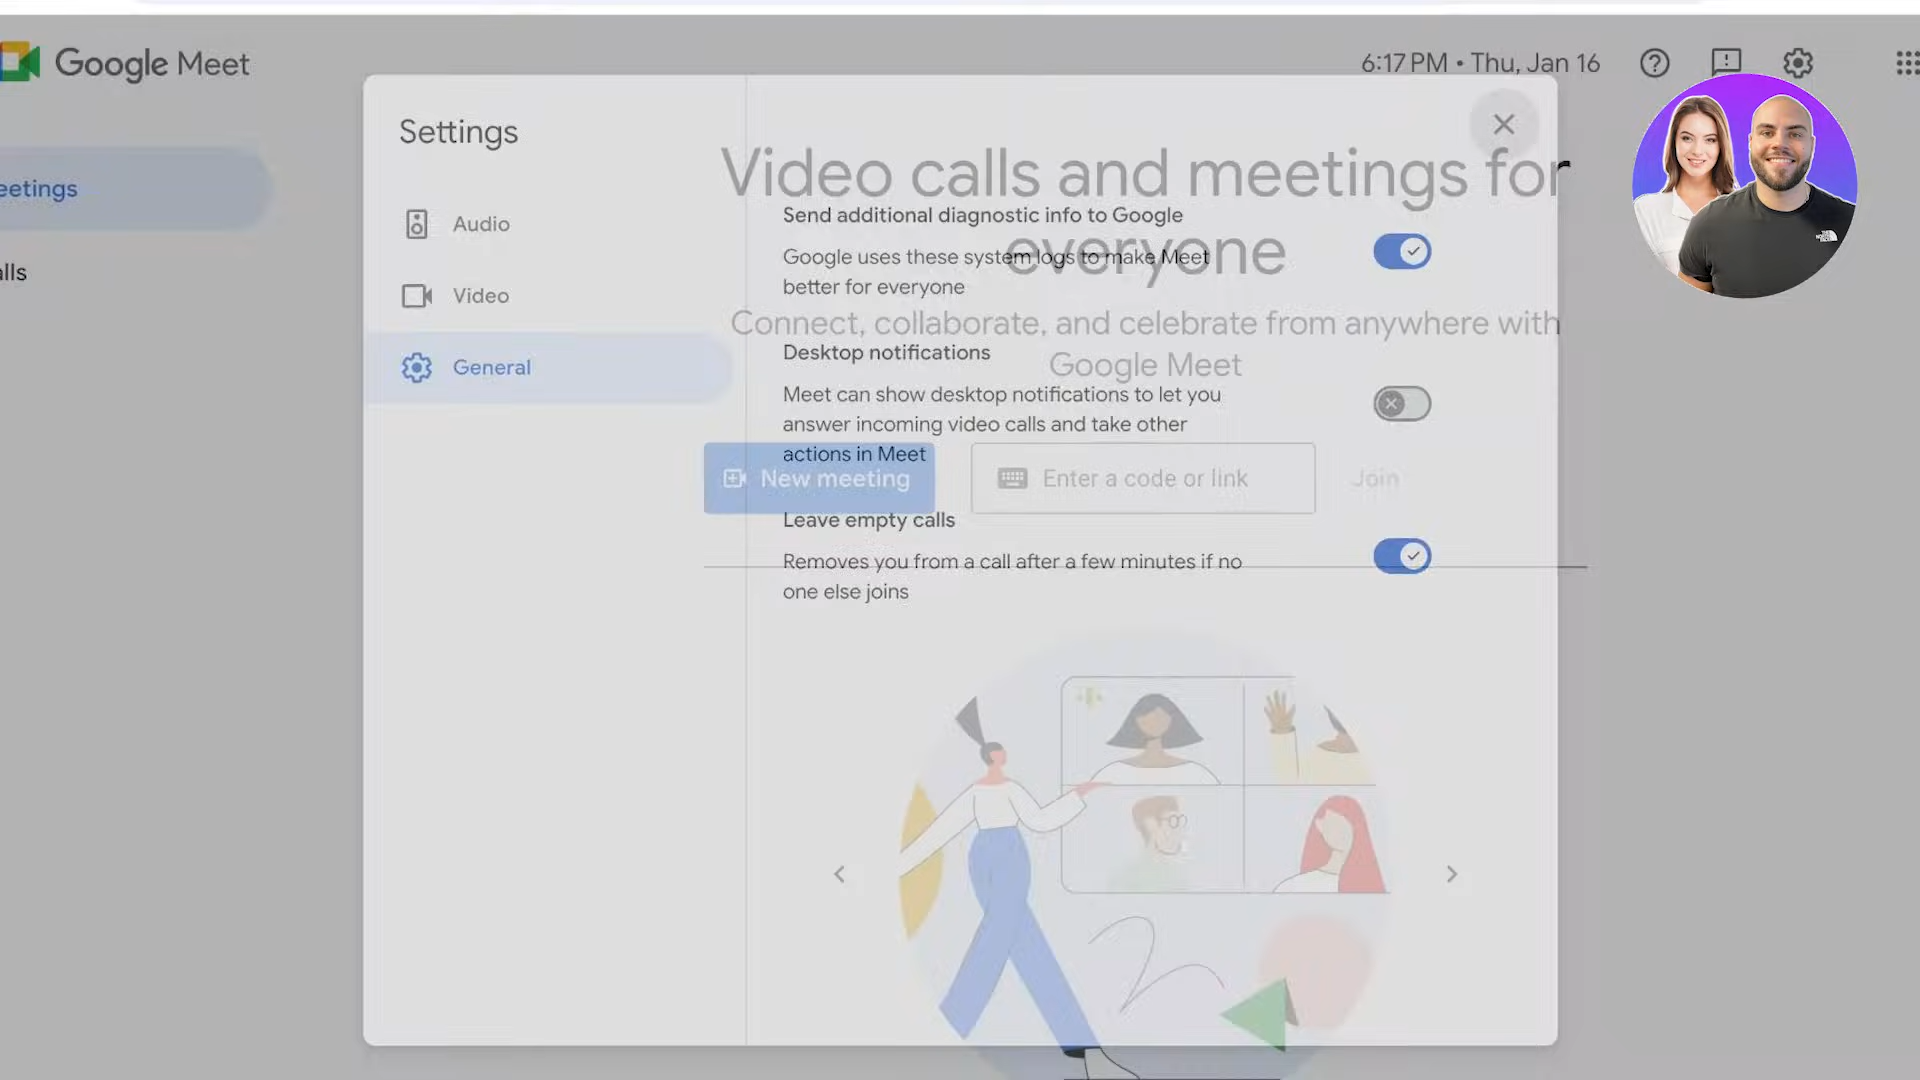 Google Meet
6:17 PM • Thu, Jan 16
eetings
alls
Settings
Audio
Video
General
Video calls and meetings for
everyone
Connect, collaborate, and celebrate from anywhere with
Google Meet
New meeting
Enter a code or link
Join
Send additional diagnostic info to Google
Google uses these system logs to make Meet
better for everyone
Desktop notifications
Meet can show desktop notifications to let you
answer incoming video calls and take other
actions in Meet
Leave empty calls
Removes you from a call after a few minutes if no
one else joins